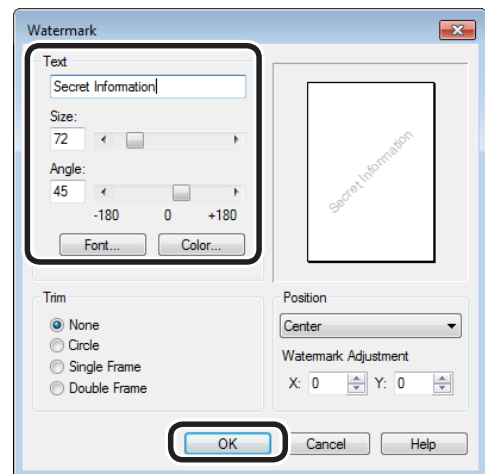 Watermark
Text
Secret Information
Size:
72
Angle:
45
-180 0 +180
Font... Color...
Secret Information
Trim
None
Circle
Single Frame
Double Frame
Position
Center
Watermark Adjustment
X: 0 Y: 0
OK Cancel Help